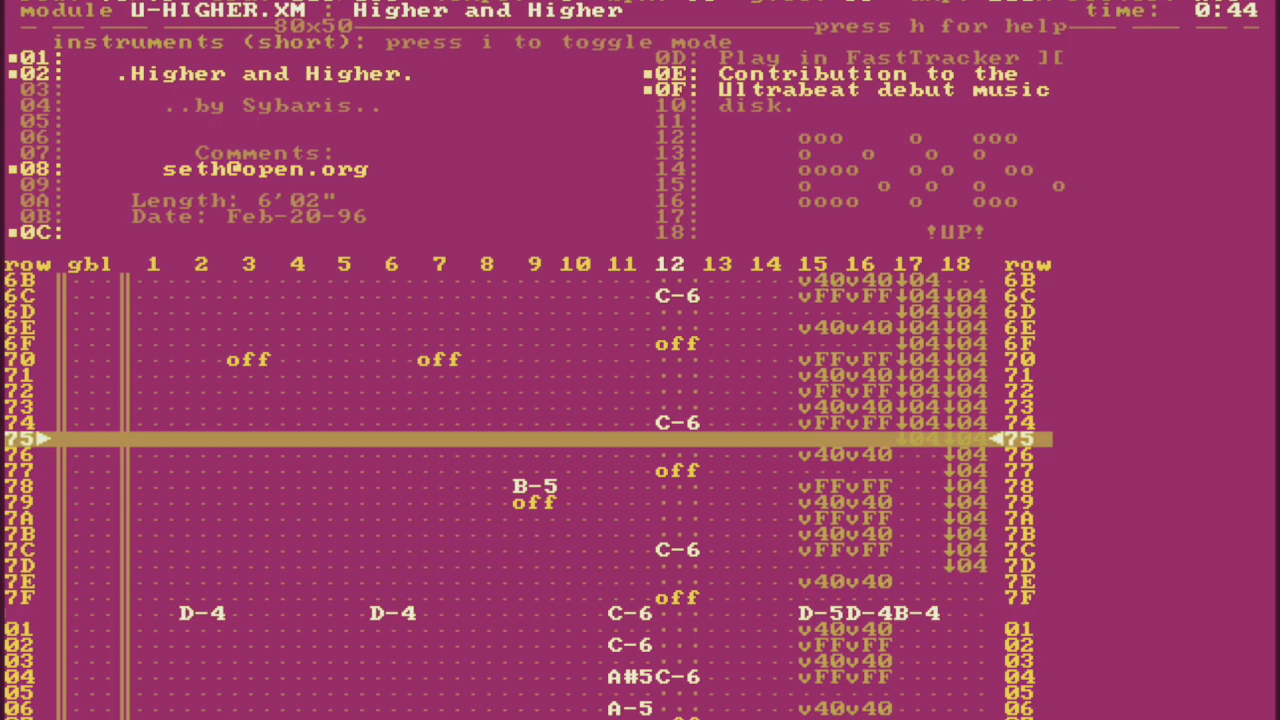 module U-HIGHER.XM : Higher and Higher time: 0:44
80x50 press h for help
instruments (short): press i to toggle mode
01: 0D: Play in FastTracker ][
02: .Higher and Higher. 0E: Contribution to the
03: 0F: Ultrabeat debut music
04: ..by Sybaris.. 10: disk.
05: 11:
06: 12: ooo o ooo
07: Comments: 13: o o o o
08: seth@open.org 14: oooo o o oo
09: 15: o o o o o
0A: Length: 6'02" 16: oooo o ooo
0B: Date: Feb-20-96 17:
0C: 18: !UP!
row gbl 1 2 3 4 5 6 7 8 9 10 11 12 13 14 15 16 17 18 row
6B v40v40↓04 6B
6C C-6 vFFvFF↓04↓04 6C
6D ↓04↓04 6D
6E v40v40↓04↓04 6E
6F off ↓04↓04 6F
70 off off vFFvFF↓04↓04 70
71 v40v40↓04↓04 71
72 vFFvFF↓04↓04 72
73 v40v40↓04↓04 73
74 C-6 vFFvFF↓04↓04 74
75 ↓04↓04 75
76 v40v40 ↓04 76
77 off ↓04 77
78 B-5 vFFvFF ↓04 78
79 off v40v40 ↓04 79
7A vFFvFF ↓04 7A
7B v40v40 ↓04 7B
7C C-6 vFFvFF ↓04 7C
7D ↓04 7D
7E v40v40 7E
7F off 7F
D-4 D-4 C-6 D-5D-4B-4
01 v40v40 01
02 C-6 vFFvFF 02
03 v40v40 03
04 A#5C-6 vFFvFF 04
05 05
06 A-5 v40v40 06